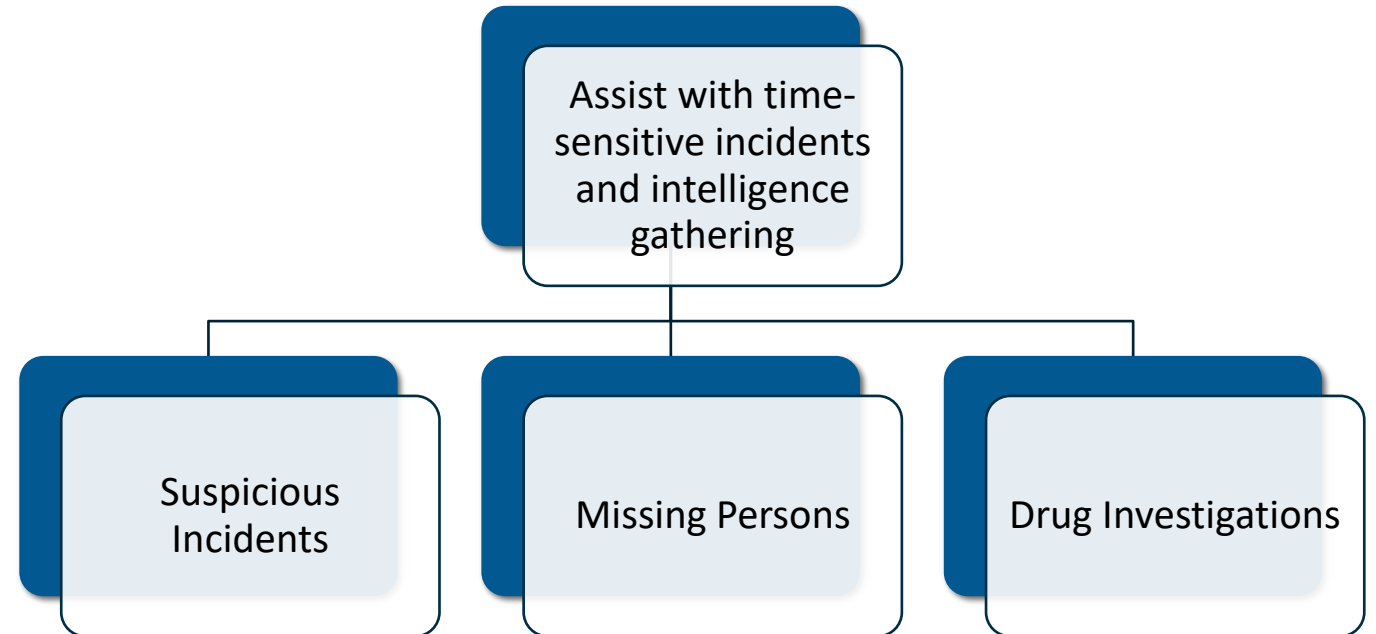 Assist with time-
sensitive incidents
and intelligence
gathering
Suspicious
Incidents
Missing Persons
Drug Investigations